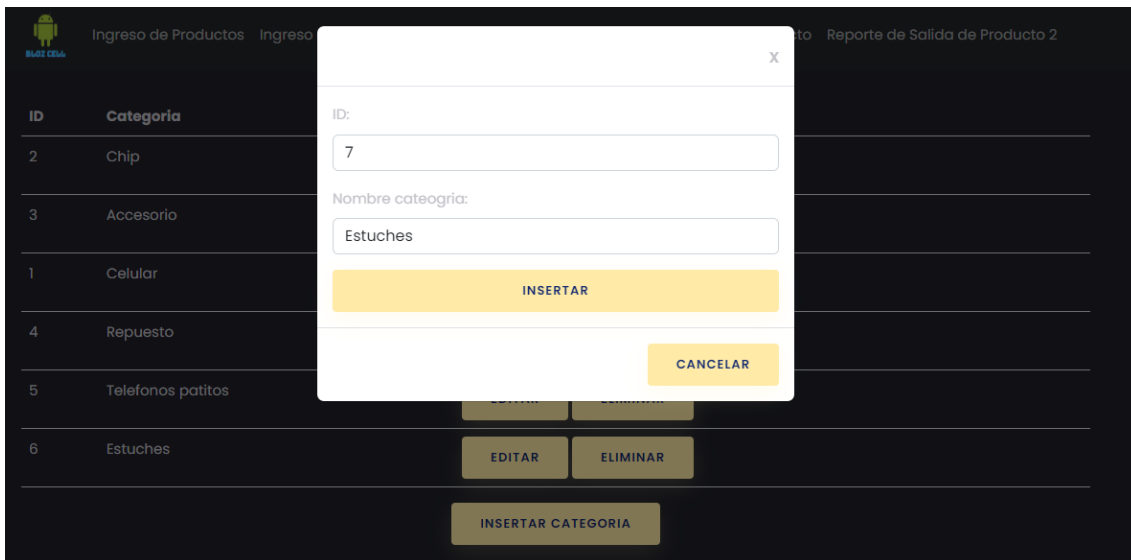 Ingreso de Productos Ingreso to Reporte de Salida de Producto 2
BLOZ CELL
X
ID Categoria
ID:
2 Chip
7
3 Accesorio
Nombre cateogria:
Estuches
1 Celular
INSERTAR
4 Repuesto
CANCELAR
5 Telefonos patitos
6 Estuches EDITAR ELIMINAR
INSERTAR CATEGORIA